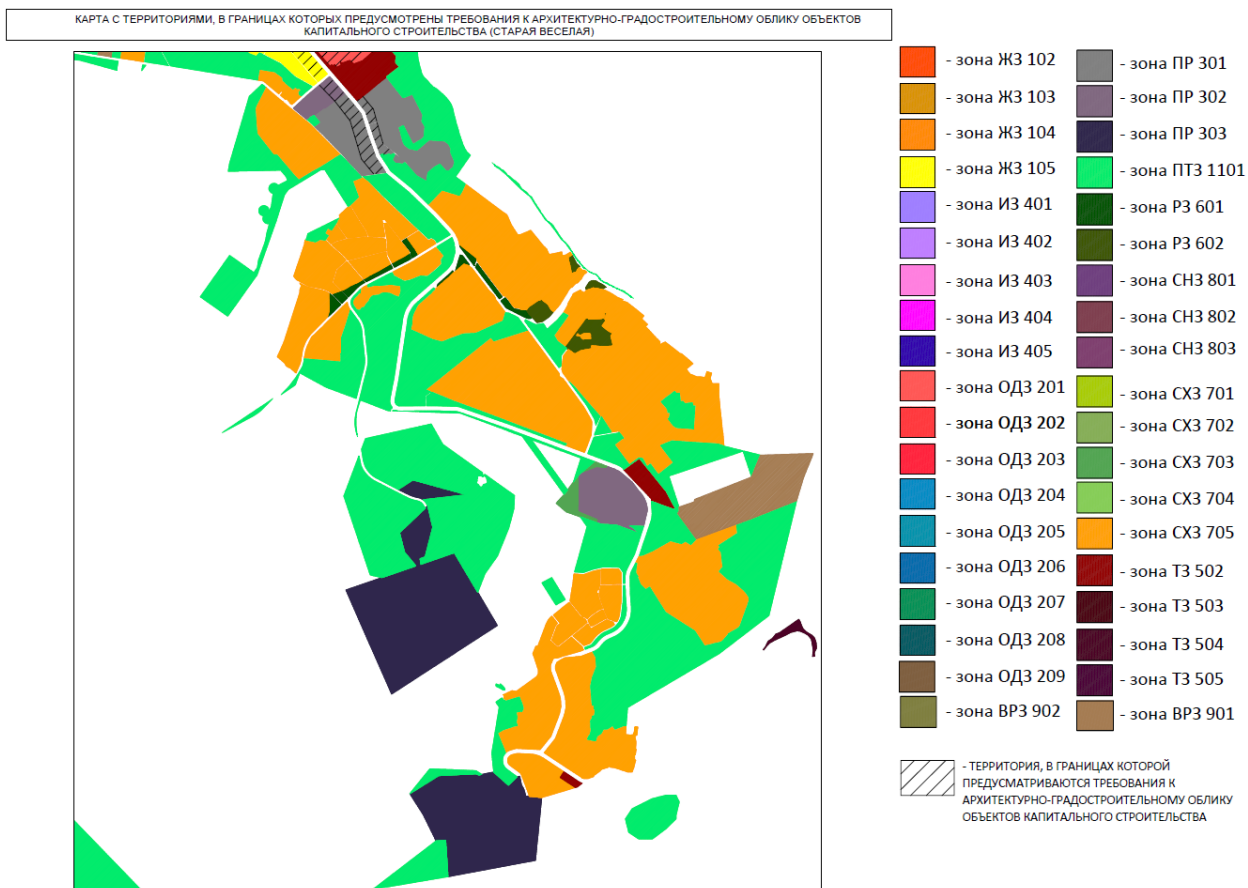 КАРТА С ТЕРРИТОРИЯМИ, В ГРАНИЦАХ КОТОРЫХ ПРЕДУСМОТРЕНЫ ТРЕБОВАНИЯ К АРХИТЕКТУРНО-ГРАДОСТРОИТЕЛЬНОМУ ОБЛИКУ ОБЪЕКТОВ
КАПИТАЛЬНОГО СТРОИТЕЛЬСТВА (СТАРАЯ ВЕСЕЛАЯ)
- зона ЖЗ 102
- зона ЖЗ 103
- зона ЖЗ 104
- зона ЖЗ 105
- зона ИЗ 401
- зона ИЗ 402
- зона ИЗ 403
- зона ИЗ 404
- зона ИЗ 405
- зона ОДЗ 201
- зона ОДЗ 202
- зона ОДЗ 203
- зона ОДЗ 204
- зона ОДЗ 205
- зона ОДЗ 206
- зона ОДЗ 207
- зона ОДЗ 208
- зона ОДЗ 209
- зона ВРЗ 902
- зона ПР 301
- зона ПР 302
- зона ПР 303
- зона ПТЗ 1101
- зона РЗ 601
- зона РЗ 602
- зона СНЗ 801
- зона СНЗ 802
- зона СНЗ 803
- зона СХЗ 701
- зона СХЗ 702
- зона СХЗ 703
- зона СХЗ 704
- зона СХЗ 705
- зона ТЗ 502
- зона ТЗ 503
- зона ТЗ 504
- зона ТЗ 505
- зона ВРЗ 901
- ТЕРРИТОРИЯ, В ГРАНИЦАХ КОТОРОЙ
ПРЕДУСМАТРИВАЮТСЯ ТРЕБОВАНИЯ К
АРХИТЕКТУРНО-ГРАДОСТРОИТЕЛЬНОМУ ОБЛИКУ
ОБЪЕКТОВ КАПИТАЛЬНОГО СТРОИТЕЛЬСТВА